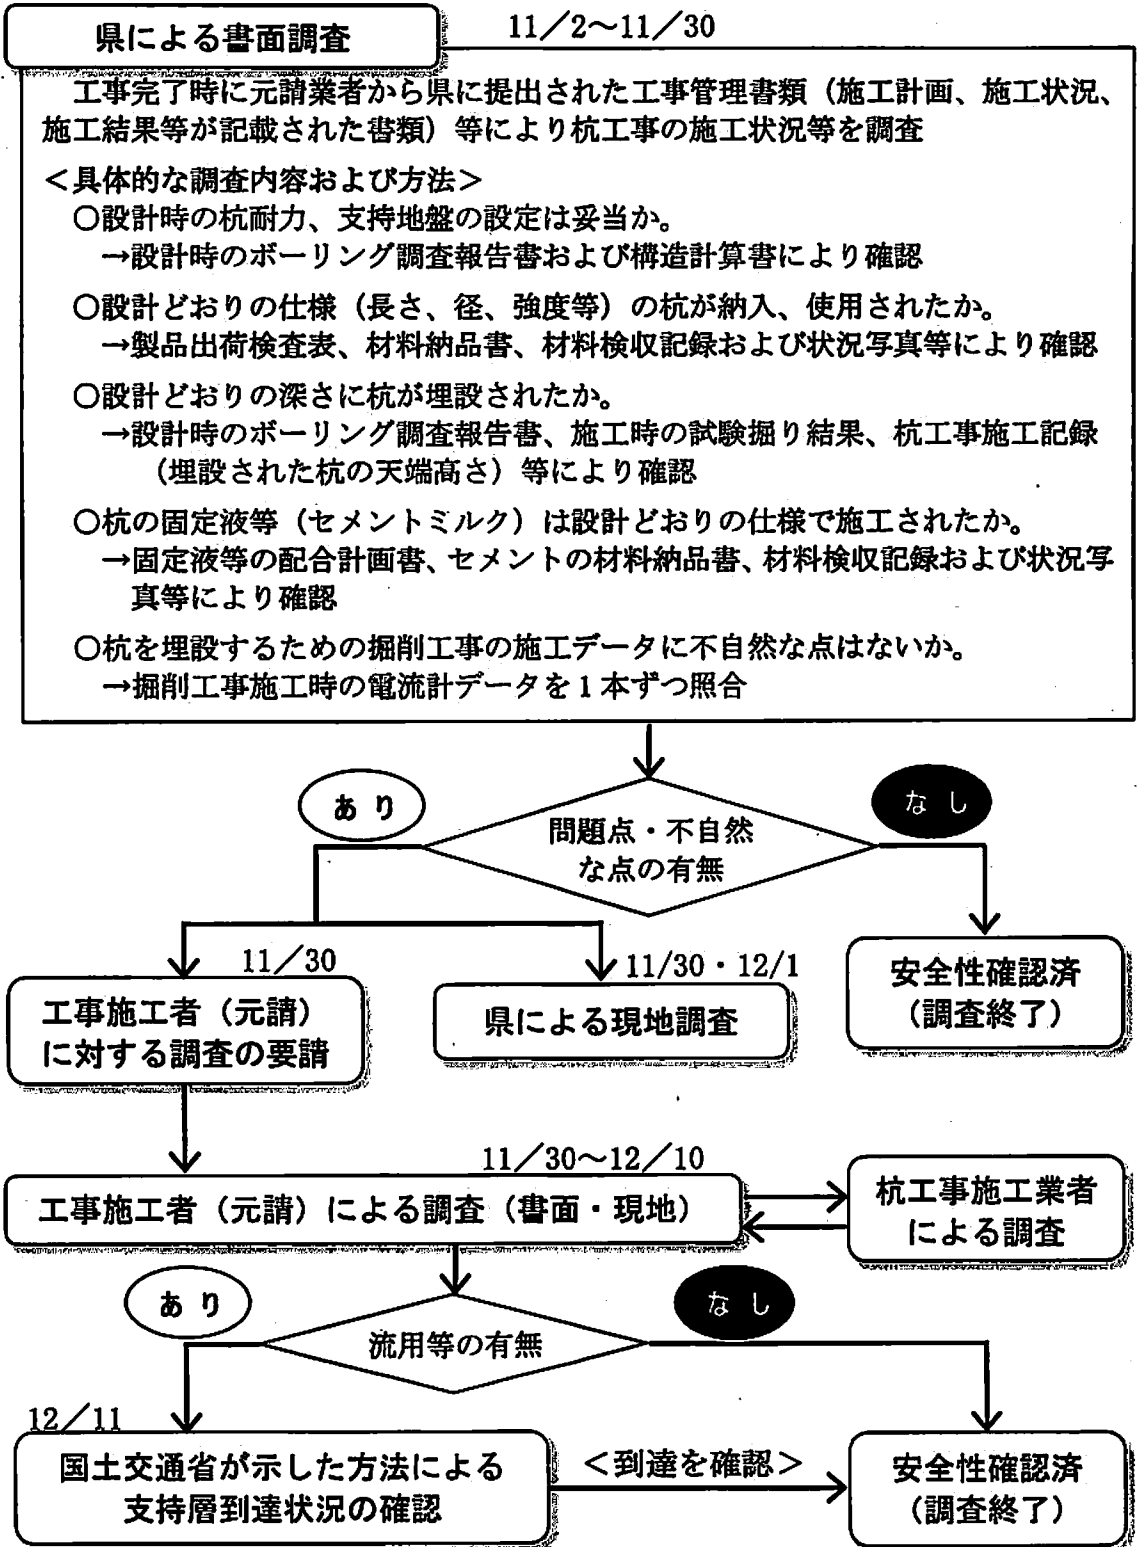 県による書面調査
11／2～11／30
工事完了時に元請業者から県に提出された工事管理書類（施工計画、施工状況、
施工結果等が記載された書類）等により杭工事の施工状況等を調査
＜具体的な調査内容および方法＞
○設計時の杭耐力、支持地盤の設定は妥当か。
→設計時のボーリング調査報告書および構造計算書により確認
○設計どおりの仕様（長さ、径、強度等）の杭が納入、使用されたか。
→製品出荷検査表、材料納品書、材料検収記録および状況写真等により確認
○設計どおりの深さに杭が埋設されたか。
→設計時のボーリング調査報告書、施工時の試験掘り結果、杭工事施工記録
（埋設された杭の天端高さ）等により確認
○杭の固定液等（セメントミルク）は設計どおりの仕様で施工されたか。
→固定液等の配合計画書、セメントの材料納品書、材料検収記録および状況写
真等により確認
○杭を埋設するための掘削工事の施工データに不自然な点はないか。
→掘削工事施工時の電流計データを1本ずつ照合
あり
なし
問題点・不自然
な点の有無
11／30
11/30・12/1
工事施工者（元請）
に対する調査の要請
県による現地調査
安全性確認済
（調査終了）
11／30～12／10
工事施工者（元請）による調査（書面・現地）
杭工事施工業者
による調査
あり
なし
流用等の有無
12／11
国土交通省が示した方法による
支持層到達状況の確認
＜到達を確認＞
安全性確認済
（調査終了）